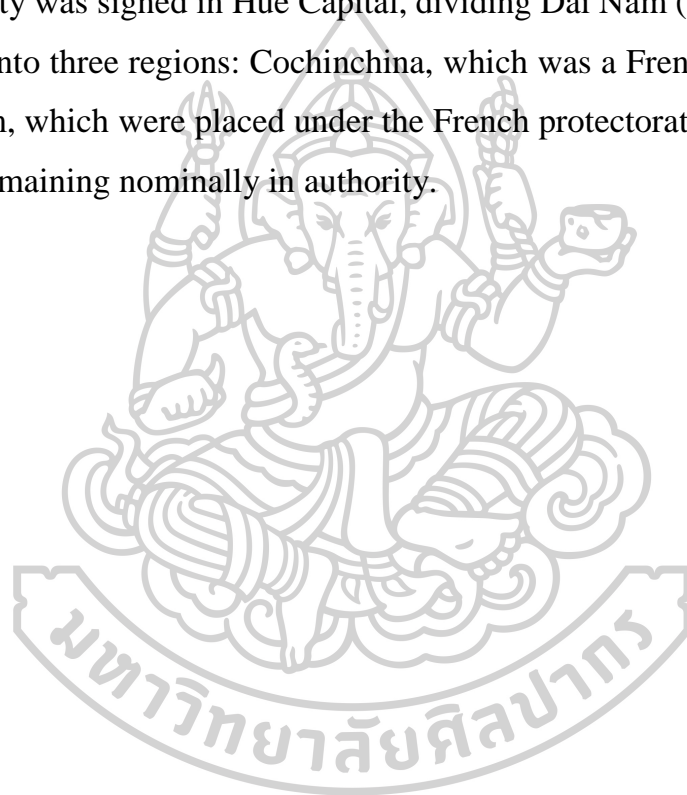 ty was signed in Hue Capital, dividing Dai Nam (
nto three regions: Cochinchina, which was a Fren
n, which were placed under the French protectorat
maining nominally in authority.
มหาวิทยาลัยศิลปากร